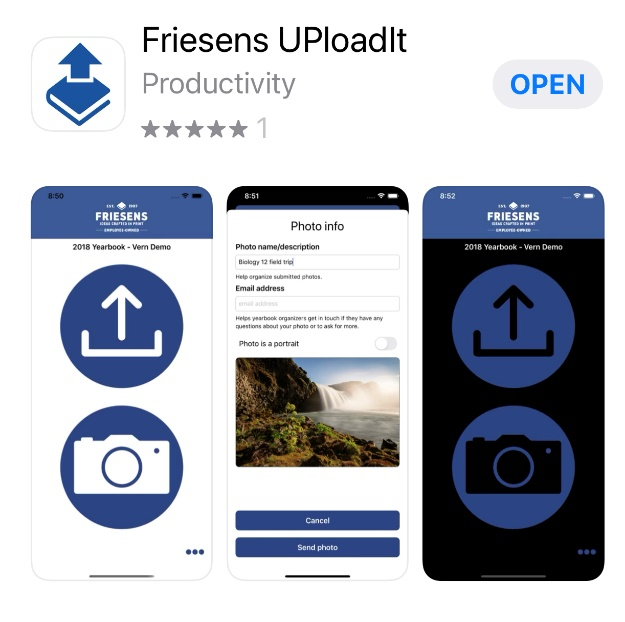 Friesens UPloadIt
Productivity
1
OPEN
8:50
EST. 1907
FRIESENS
IDEAS CRAFTED IN PRINT
EMPLOYEE-OWNED
2018 Yearbook - Vern Demo
8:51
Photo info
Photo name/description
Biology 12 field trip
Help organize submitted photos.
Email address
email address
Helps yearbook organizers get in touch if they have any
questions about your photo or to ask for more.
Photo is a portrait
Cancel
Send photo
8:52
EST. 1907
FRIESENS
IDEAS CRAFTED IN PRINT
EMPLOYEE-OWNED
2018 Yearbook - Vern Demo